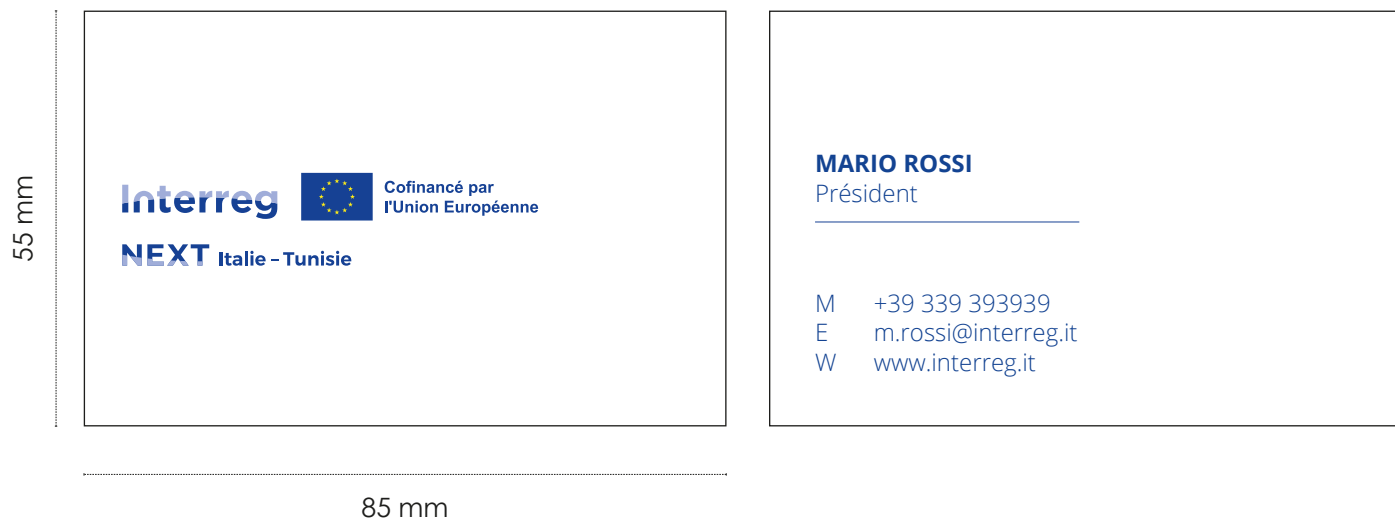 55 mm
Interreg
Cofinancé par
l'Union Européenne
NEXT Italie – Tunisie
85 mm
MARIO ROSSI
Président
M +39 339 393939
E m.rossi@interreg.it
W www.interreg.it